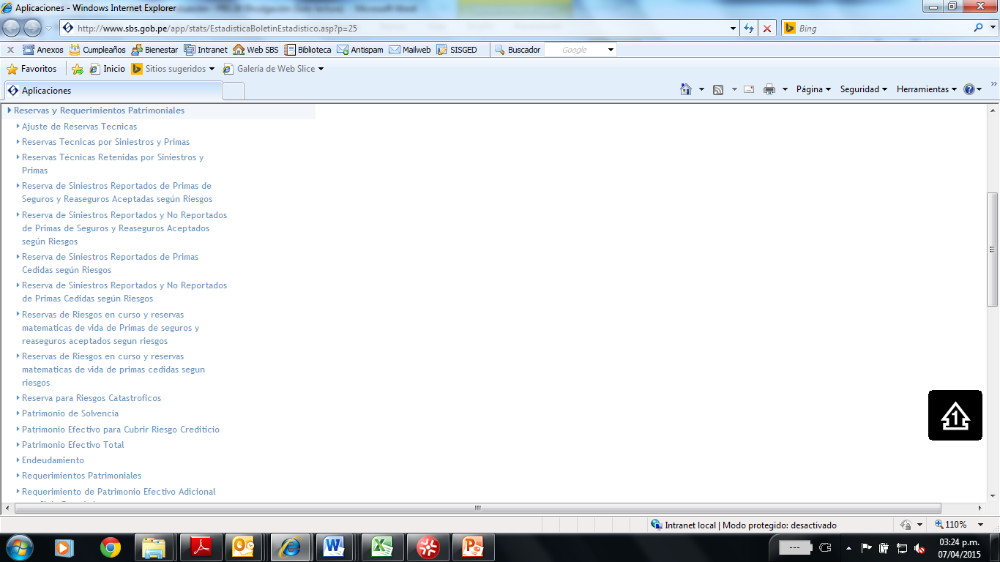 Aplicaciones - Windows Internet Explorer
http://www.sbs.gob.pe/app/stats/EstadisticaBoletinEstadistico.asp?p=25
Bing
Anexos Cumpleaños Bienestar Intranet Web SBS Biblioteca Antispam Mailweb SISGED Buscador Google
Favoritos Inicio Sitios sugeridos Galería de Web Slice
Aplicaciones
Página Seguridad Herramientas
Reservas y Requerimientos Patrimoniales
Ajuste de Reservas Tecnicas
Reservas Tecnicas por Siniestros y Primas
Reservas Técnicas Retenidas por Siniestros y
Primas
Reserva de Siniestros Reportados de Primas de
Seguros y Reaseguros Aceptadas según Riesgos
Reserva de Siniestros Reportados y No Reportados
de Primas de Seguros y Reaseguros Aceptados
según Riesgos
Reserva de Siniestros Reportados de Primas
Cedidas según Riesgos
Reserva de Siniestros Reportados y No Reportados
de Primas Cedidas según Riesgos
Reservas de Riesgos en curso y reservas
matematicas de vida de Primas de seguros y
reaseguros aceptados segun riesgos
Reservas de Riesgos en curso y reservas
matematicas de vida de primas cedidas segun
riesgos
Reserva para Riesgos Catastroficos
Patrimonio de Solvencia
Patrimonio Efectivo para Cubrir Riesgo Crediticio
Patrimonio Efectivo Total
Endeudamiento
Requerimientos Patrimoniales
Requerimiento de Patrimonio Efectivo Adicional
1
Intranet local | Modo protegido: desactivado
110%
03:24 p.m.
07/04/2015